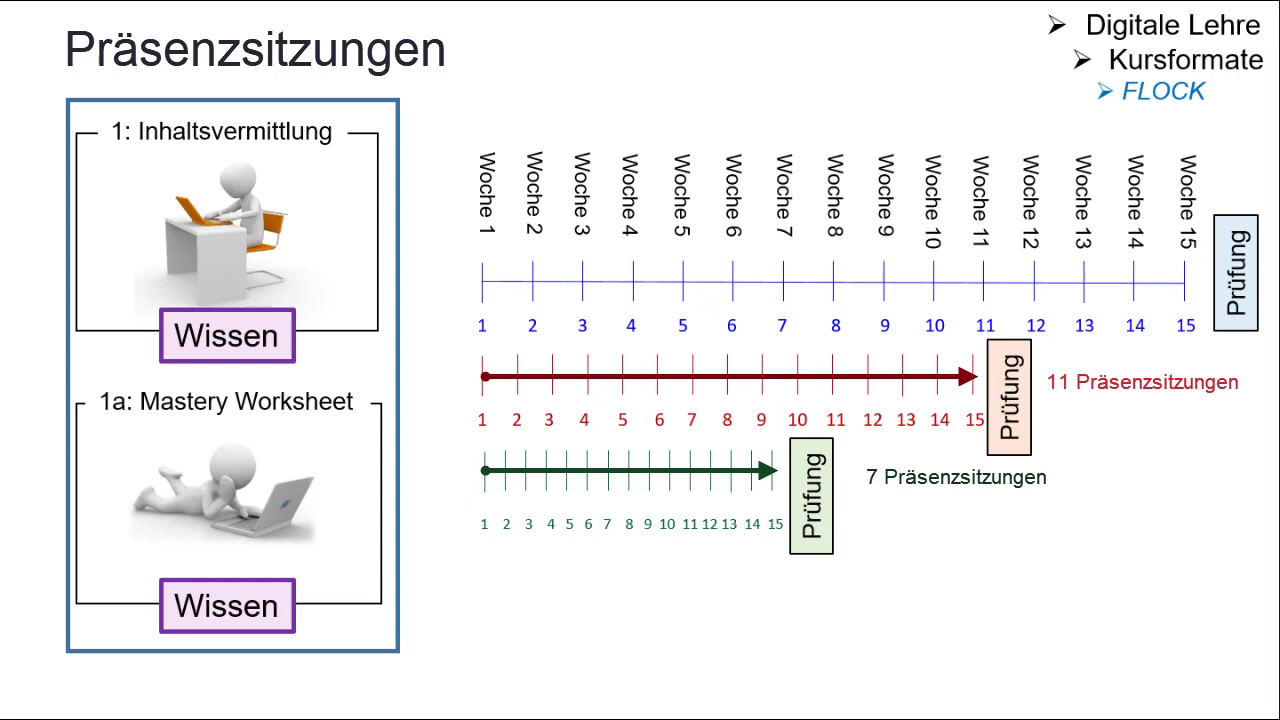 Präsenzsitzungen
Digitale Lehre
Kursformate
FLOCK
1: Inhaltsvermittlung
Wissen
1a: Mastery Worksheet
Wissen
Woche 1 Woche 2 Woche 3 Woche 4 Woche 5 Woche 6 Woche 7 Woche 8 Woche 9 Woche 10 Woche 11 Woche 12 Woche 13 Woche 14 Woche 15
Prüfung
1 2 3 4 5 6 7 8 9 10 11 12 13 14 15
Prüfung
11 Präsenzsitzungen
1 2 3 4 5 6 7 8 9 10 11 12 13 14 15
Prüfung
7 Präsenzsitzungen
1 2 3 4 5 6 7 8 9 10 11 12 13 14 15